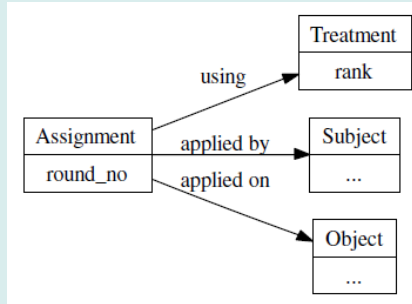 Treatment
rank
using
Assignment
round_no
applied by
applied on
Subject
...
Object
...